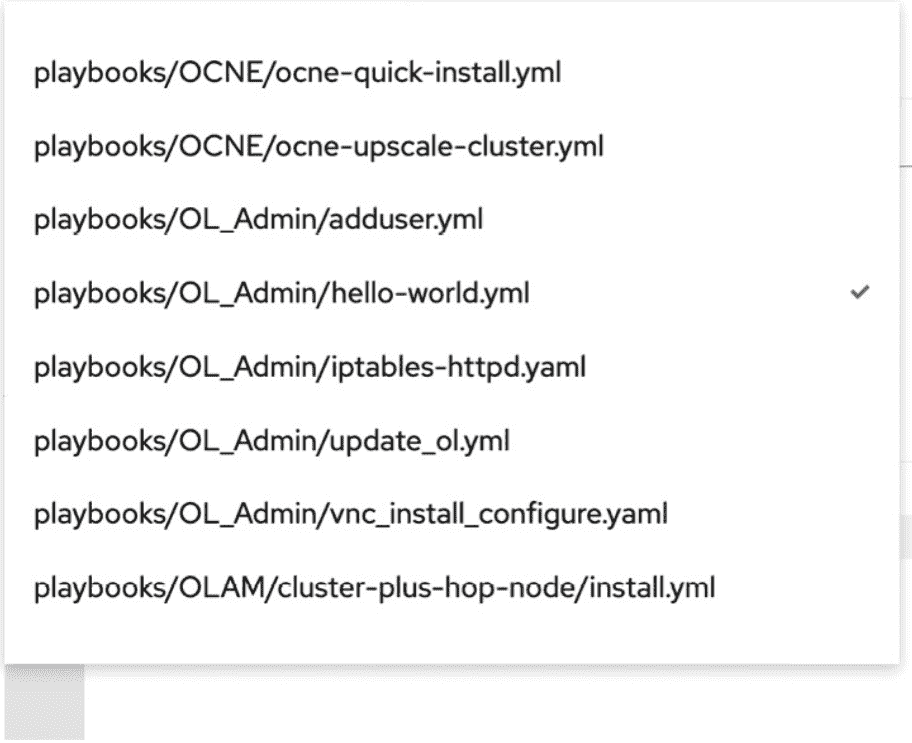 playbooks/OCNE/ocne-quick-install.yml
playbooks/OCNE/ocne-upscale-cluster.yml
playbooks/OL_Admin/adduser.yml
playbooks/OL_Admin/hello-world.yml
playbooks/OL_Admin/iptables-httpd.yaml
playbooks/OL_Admin/update_ol.yml
playbooks/OL_Admin/vnc_install_configure.yaml
playbooks/OLAM/cluster-plus-hop-node/install.yml